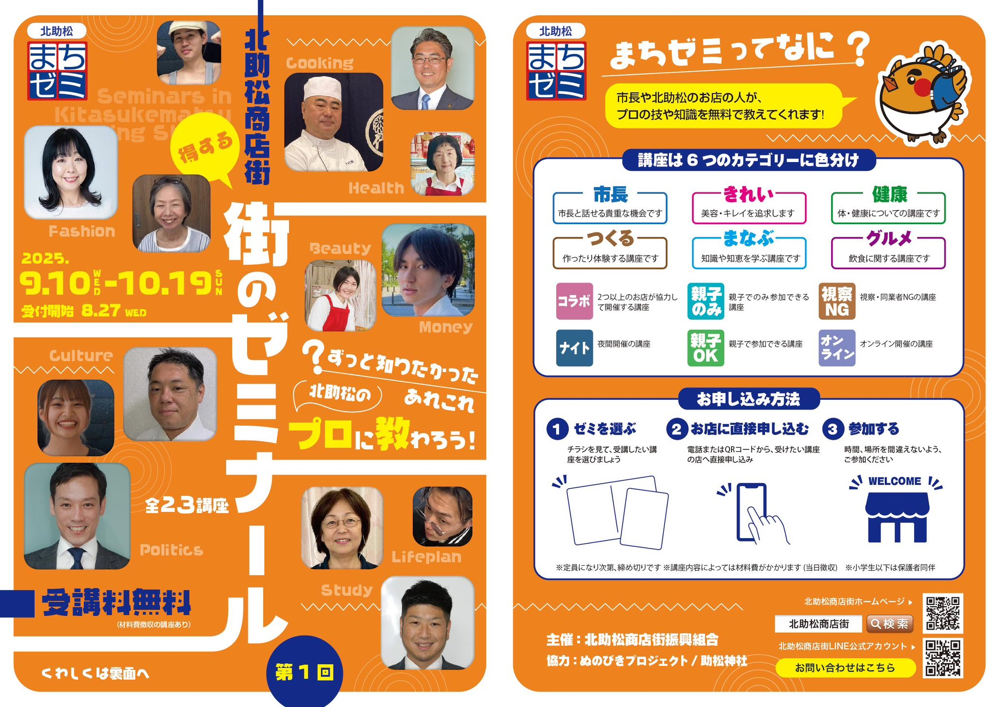 北助松
まちゼミ
Seminars in
Kitasukematsu
得する
北助松商店街
街のゼミナール
Cooking
Health
Fashion
2025.
9.10 WED -10.19 SUN
受付開始 8.27 WED
Beauty
Money
Culture
?ずっと知りたかった
あれこれ
北助松の
プロに教わろう!
全23講座
Politics
Lifeplan
Study
受講料無料
(材料費徴収の講座あり)
くわしくは裏面へ
第1回
北助松
まちゼミ
まちゼミってなに?
市長や北助松のお店の人が、
プロの技や知識を無料で教えてくれます!
講座は6つのカテゴリーに色分け
市長
市長と話せる貴重な機会です
きれい
美容・キレイを追求します
健康
体・健康についての講座です
つくる
作ったり体験する講座です
まなぶ
知識や知恵を学ぶ講座です
グルメ
飲食に関する講座です
コラボ
2つ以上のお店が協力し
て開催する講座
親子
のみ
親子でのみ参加できる
講座
視察
NG
視察・同業者NGの講座
ナイト
夜間開催の講座
親子
OK
親子で参加できる講座
オン
ライン
オンライン開催の講座
お申し込み方法
1 ゼミを選ぶ
チラシを見て、受講したい講
座を選びましょう
2 お店に直接申し込む
電話またはQRコードから、受けたい講座
の店へ直接申し込み
3 参加する
時間、場所を間違えないよう、
ご参加ください
WELCOME
※定員になり次第、締め切りです ※講座内容によっては材料費がかかります(当日徴収) ※小学生以下は保護者同伴
北助松商店街ホームページ
北助松商店街 検索
主催:北助松商店街振興組合
協力:ぬのびきプロジェクト/助松神社
北助松商店街LINE公式アカウント
お問い合わせはこちら